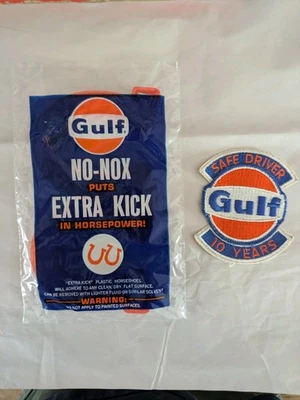 Gulf
NO-NOX
PUTS
EXTRA KICK
IN HORSEPOWER!
"EXTRA KICK" PLASTIC HORSESHOES,
WILL ADHERE TO ANY CLEAN, DRY, FLAT SURFACE.
CAN BE REMOVED WITH LIGHTER FLUID OR SIMILAR SOLVENT.
WARNING:
DO NOT APPLY TO PAINTED SURFACES.
SAFE DRIVER
Gulf
10 YEARS